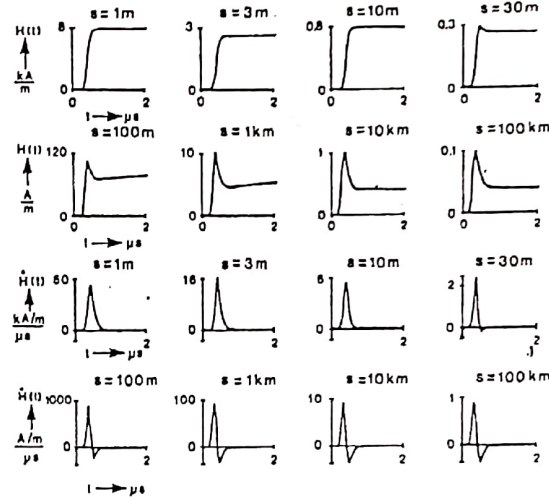 s = 1m s = 3m s = 10m s = 30m
H(t) 8 3 0.8 0.3
kA
m
0 0 0 0
0 2 0 2 0 2 0 2
t → μs
s = 100m s = 1km s = 10km s = 100km
H(t) 120 10 1 0.1
A
m
0 0 0 0
0 2 0 2 0 2 0 2
t → μs
s = 1m s = 3m s = 10m s = 30m
Ḣ(t) 50 16 2
kA/m
μs
0 0 0 0
2 2 2 2
t → μs
s = 100m s = 1km s = 10km s = 100km
Ḣ(t) 1000 100 10 1
A/m
μs
0 0 0 0
2 2 2 2
t → μs